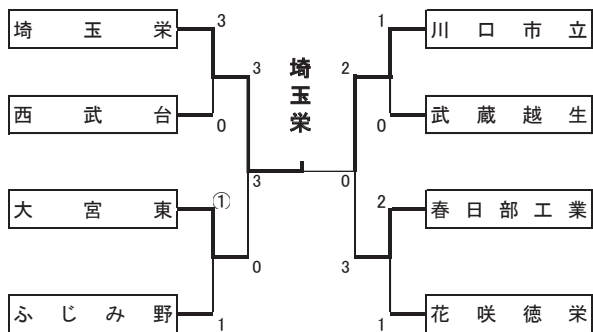 埼玉栄 3 1 川口市立
3 埼玉栄 2
西武台 0 0 武蔵越生
3 0
大宮東 ① 2 春日部工業
0 3
ふじみ野 1 1 花咲徳栄